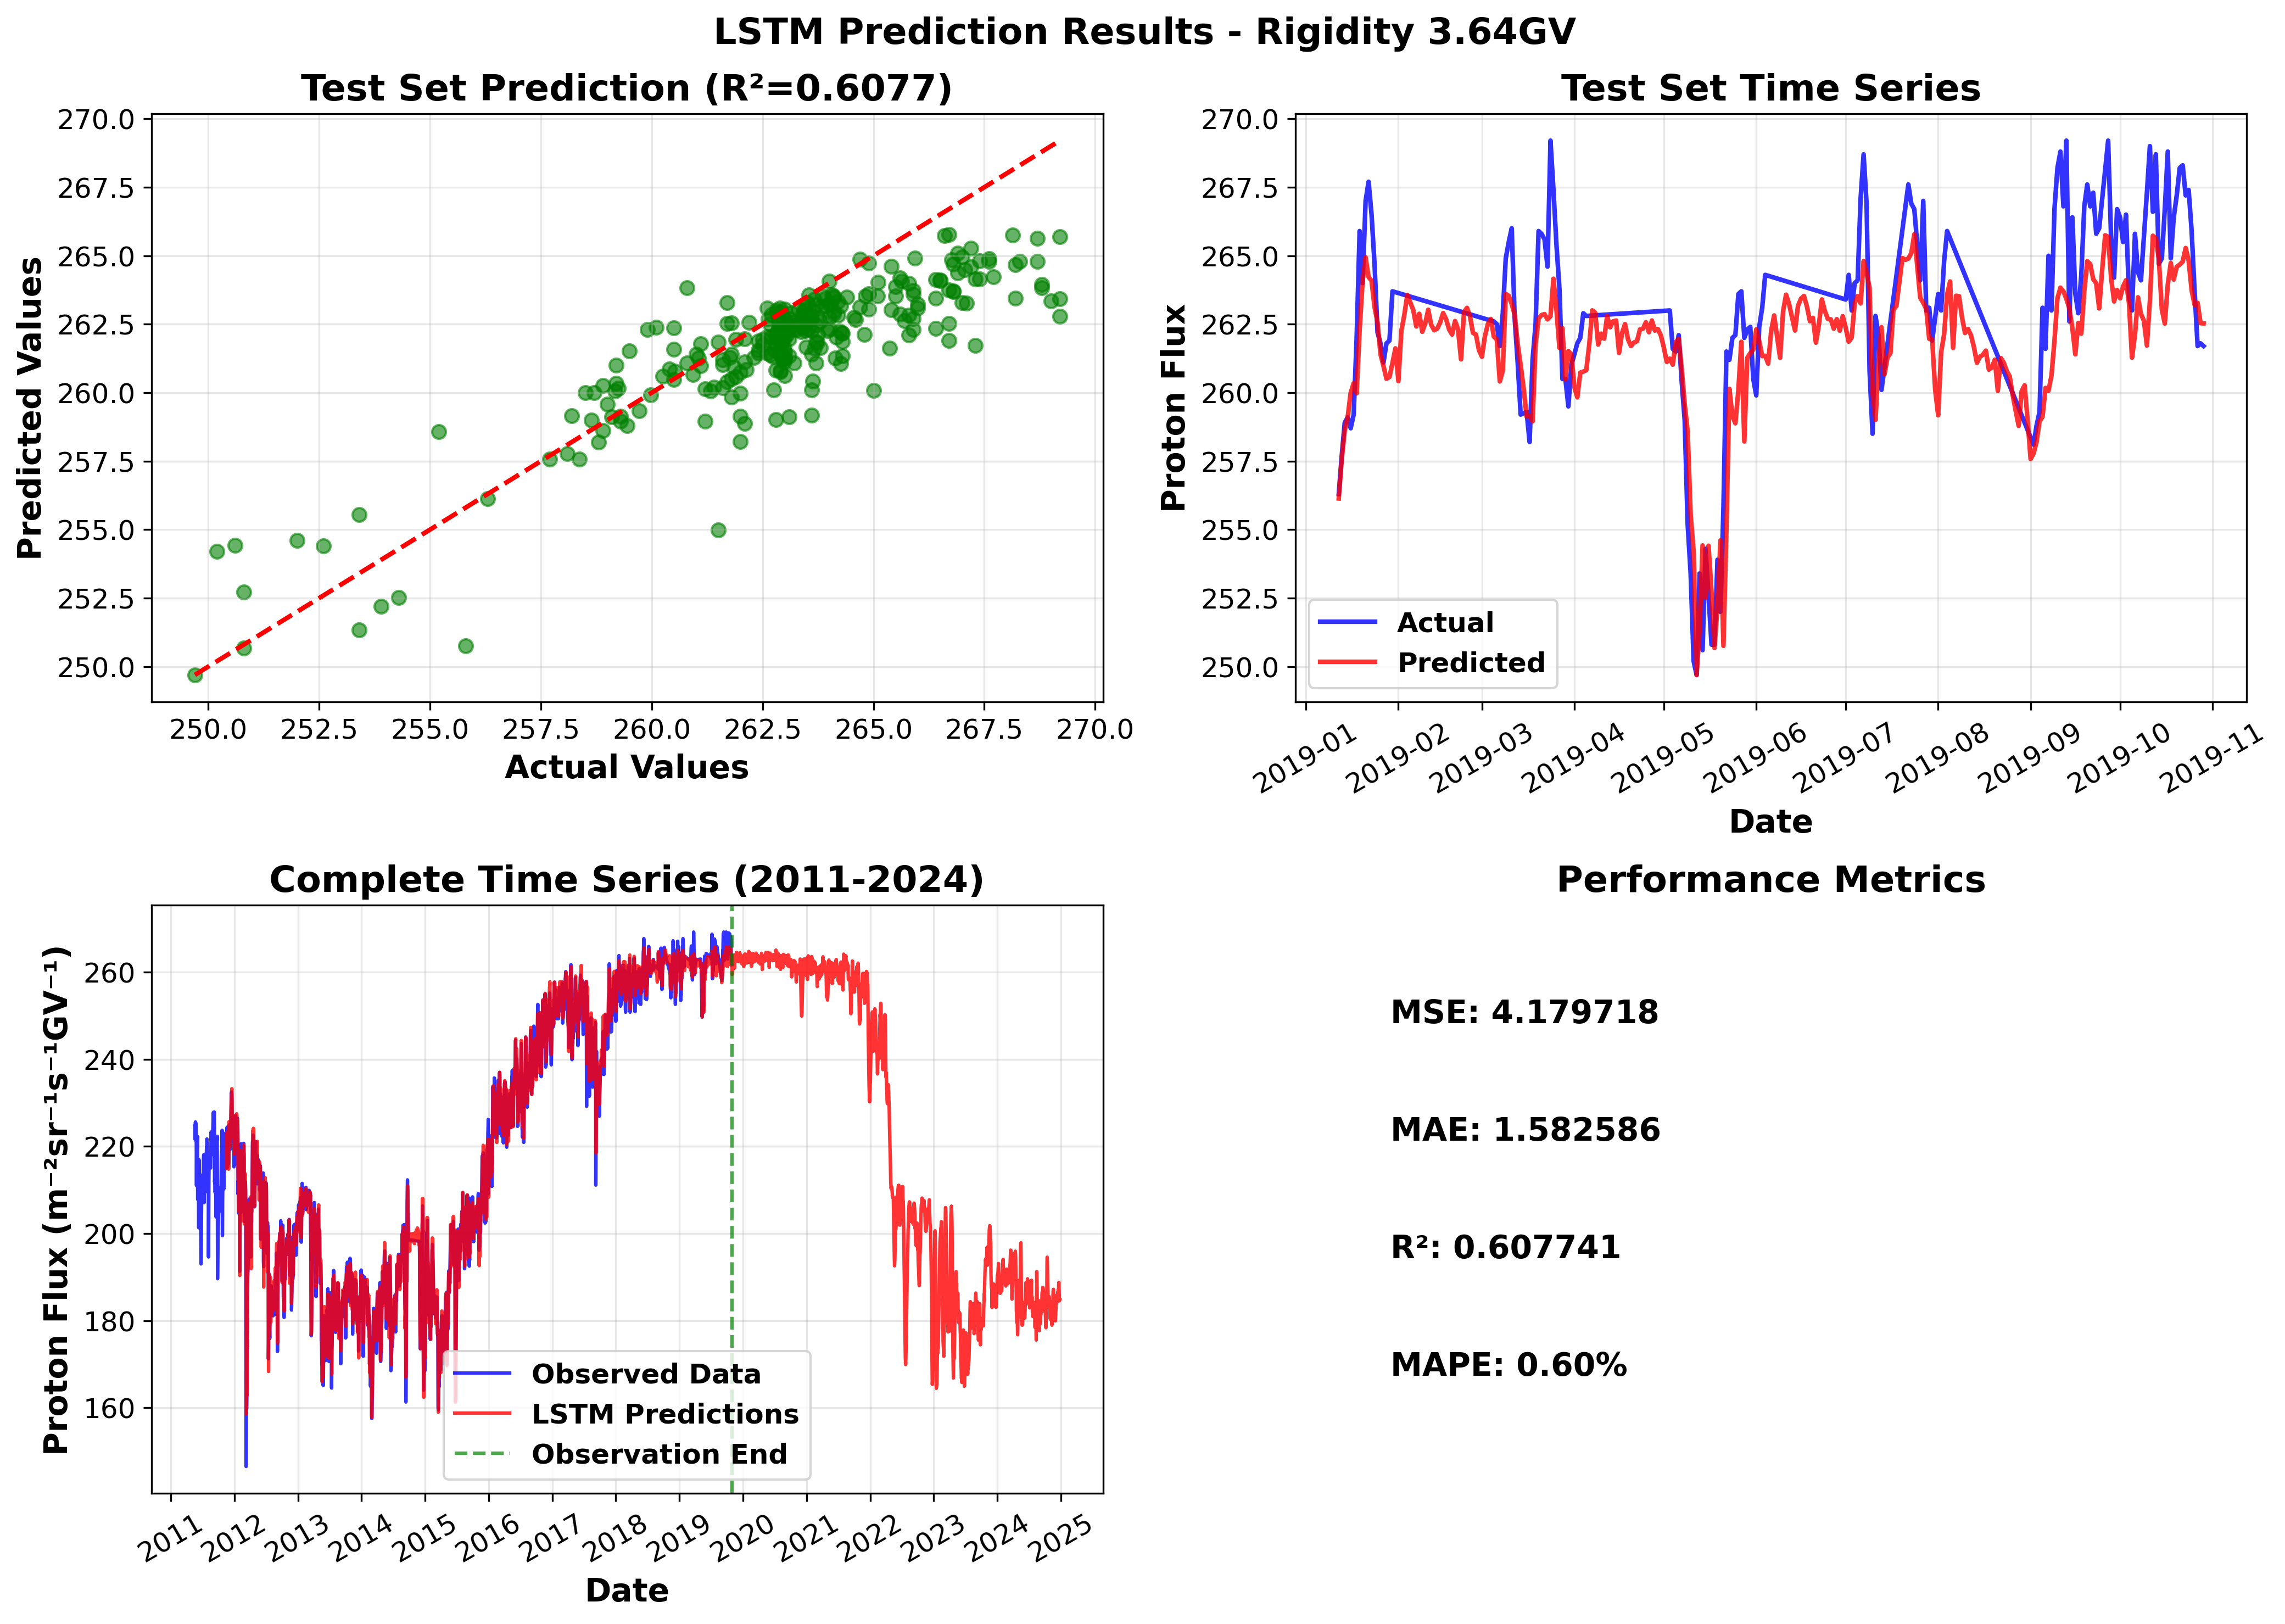 LSTM Prediction Results - Rigidity 3.64GV
Test Set Prediction (R²=0.6077)
270.0
267.5
265.0
262.5
260.0
257.5
255.0
252.5
250.0
Predicted Values
250.0 252.5 255.0 257.5 260.0 262.5 265.0 267.5 270.0
Actual Values
Test Set Time Series
270.0
267.5
265.0
262.5
260.0
257.5
255.0
252.5
250.0
Proton Flux
Actual
Predicted
2019-01 2019-02 2019-03 2019-04 2019-05 2019-06 2019-07 2019-08 2019-09 2019-10 2019-11
Date
Complete Time Series (2011-2024)
260
240
220
200
180
160
Proton Flux (m⁻²sr⁻¹s⁻¹GV⁻¹)
Observed Data
LSTM Predictions
Observation End
2011 2012 2013 2014 2015 2016 2017 2018 2019 2020 2021 2022 2023 2024 2025
Date
Performance Metrics
MSE: 4.179718
MAE: 1.582586
R²: 0.607741
MAPE: 0.60%